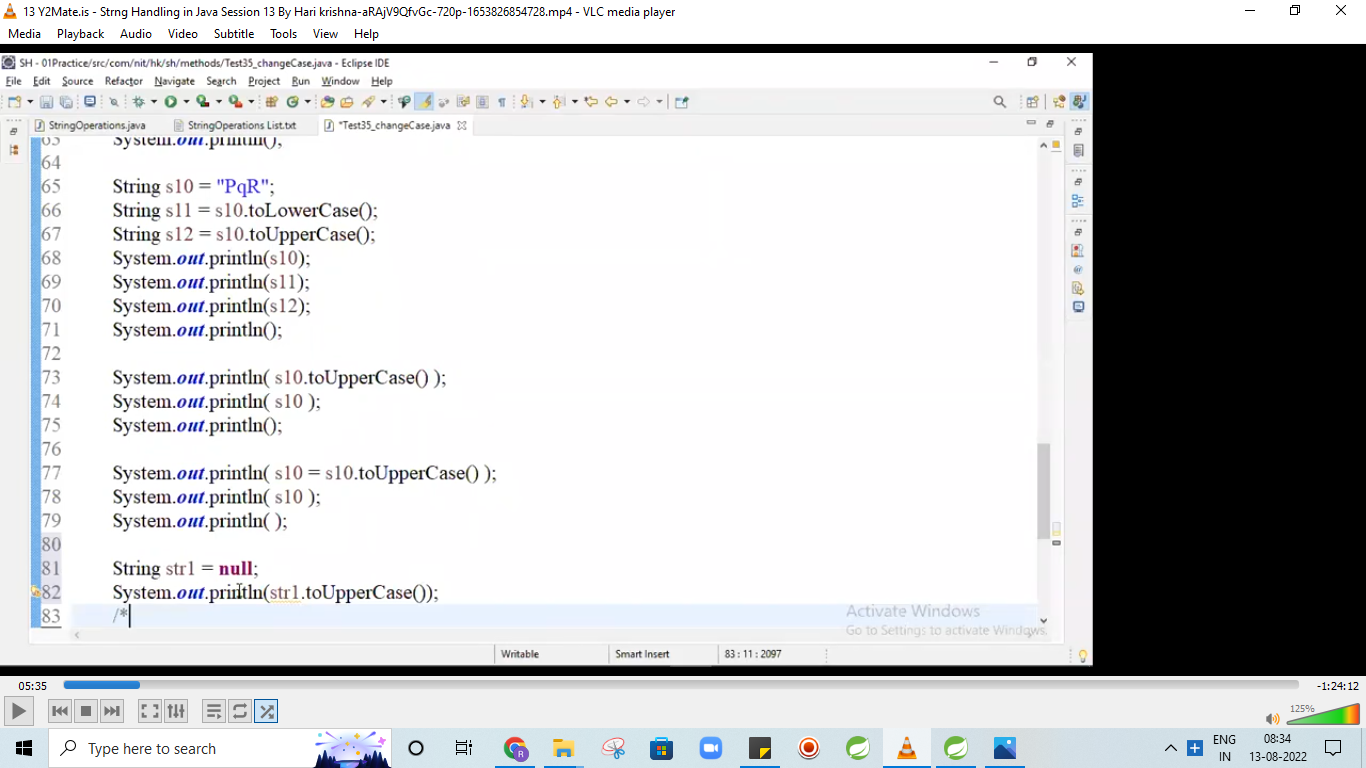 13 Y2Mate.is - Strng Handling in Java Session 13 By Hari krishna-aRAjV9QfvGc-720p-1653826854728.mp4 - VLC media player
Media Playback Audio Video Subtitle Tools View Help
SH - 01Practice/src/com/nit/hk/sh/methods/Test35_changeCase.java - Eclipse IDE
File Edit Source Refactor Navigate Search Project Run Window Help
StringOperations.java StringOperations List.txt *Test35_changeCase.java
63 System.out.println();
64
65 String s10 = "PqR";
66 String s11 = s10.toLowerCase();
67 String s12 = s10.toUpperCase();
68 System.out.println(s10);
69 System.out.println(s11);
70 System.out.println(s12);
71 System.out.println();
72
73 System.out.println( s10.toUpperCase() );
74 System.out.println( s10 );
75 System.out.println();
76
77 System.out.println( s10 = s10.toUpperCase() );
78 System.out.println( s10 );
79 System.out.println( );
80
81 String str1 = null;
82 System.out.println(str1.toUpperCase());
83 /*
Activate Windows
Go to Settings to activate Windows.
Writable Smart Insert 83 : 11 : 2097
05:35 -1:24:12
125%
Type here to search
ENG 08:34
IN 13-08-2022